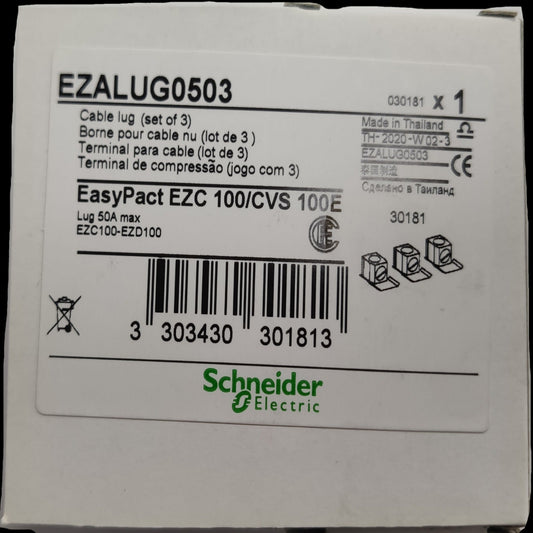 EZALUG0503
030181 x 1
Cable lug (set of 3)
Borne pour cable nu (lot de 3 )
Terminal para cable (lot de 3)
Terminal de compressão (jogo com 3)
Made in Thailand
TH-2020-W02-3
EZALUG0503
泰国制造
Сделано в Таиланд
CE
EasyPact EZC 100/CVS 100E
Lug 50A max
EZC100-EZD100
30181
3 303430 301813
Schneider
Electric